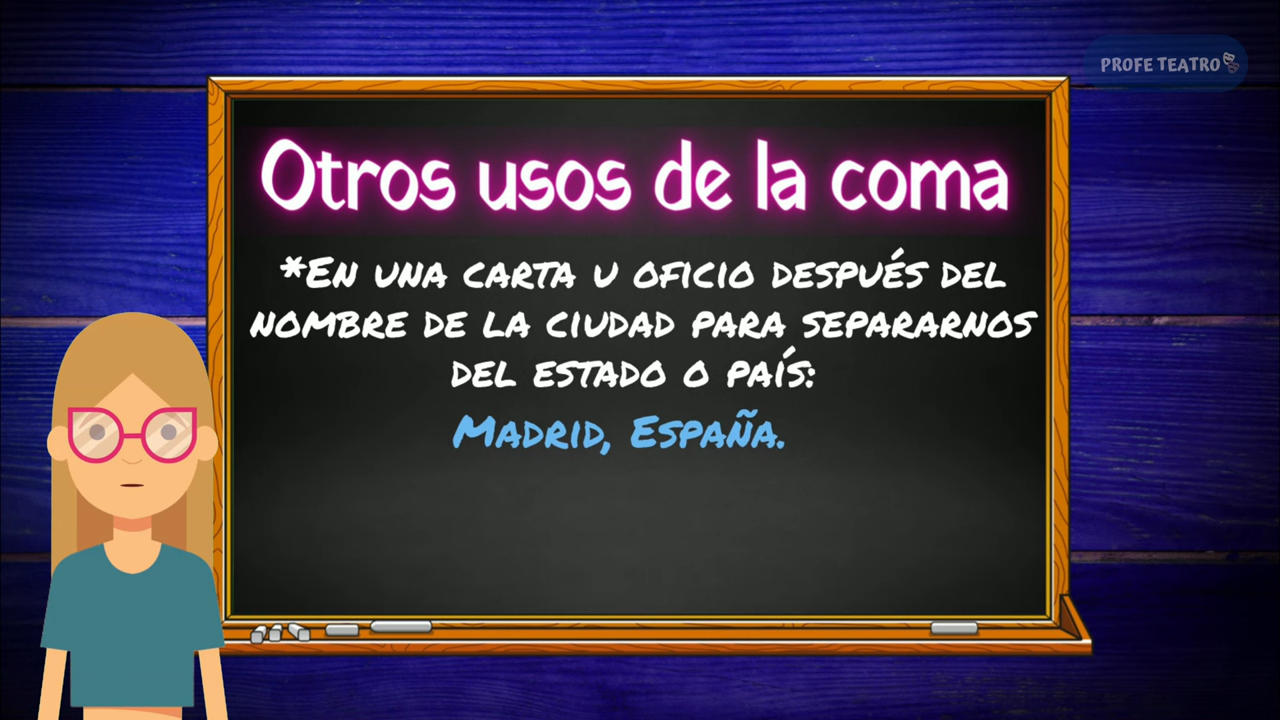 PROFE TEATRO
Otros usos de la coma
*EN UNA CARTA U OFICIO DESPUÉS DEL
NOMBRE DE LA CIUDAD PARA SEPARARNOS
DEL ESTADO O PAÍS:
MADRID, ESPAÑA.